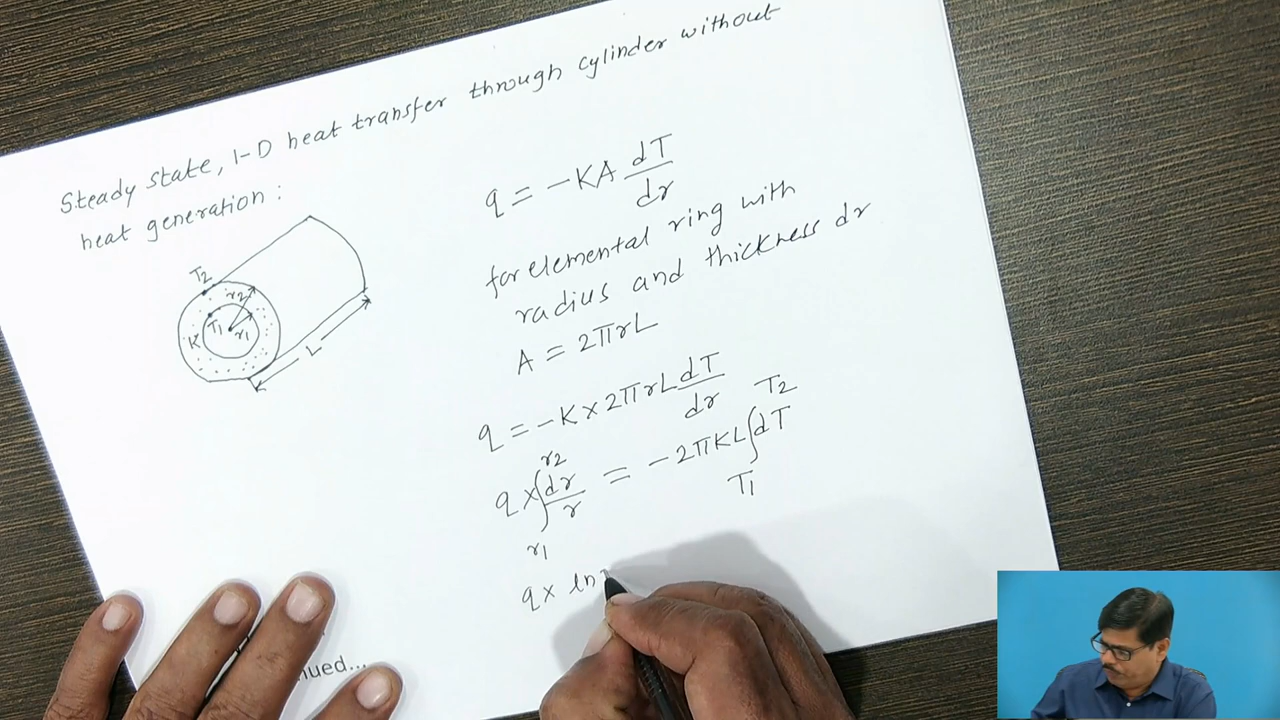 Steady state, 1-D heat transfer through cylinder without
heat generation :
T2
r2
T1
r1
K
L
q = -KA dT/dr
for elemental ring with
radius and thickness dr
A = 2πrL
q = -K × 2πrL dT/dr
q × ∫ dr/r = -2πKL ∫ dT
r2
r1
T2
T1
q × ln
nued...